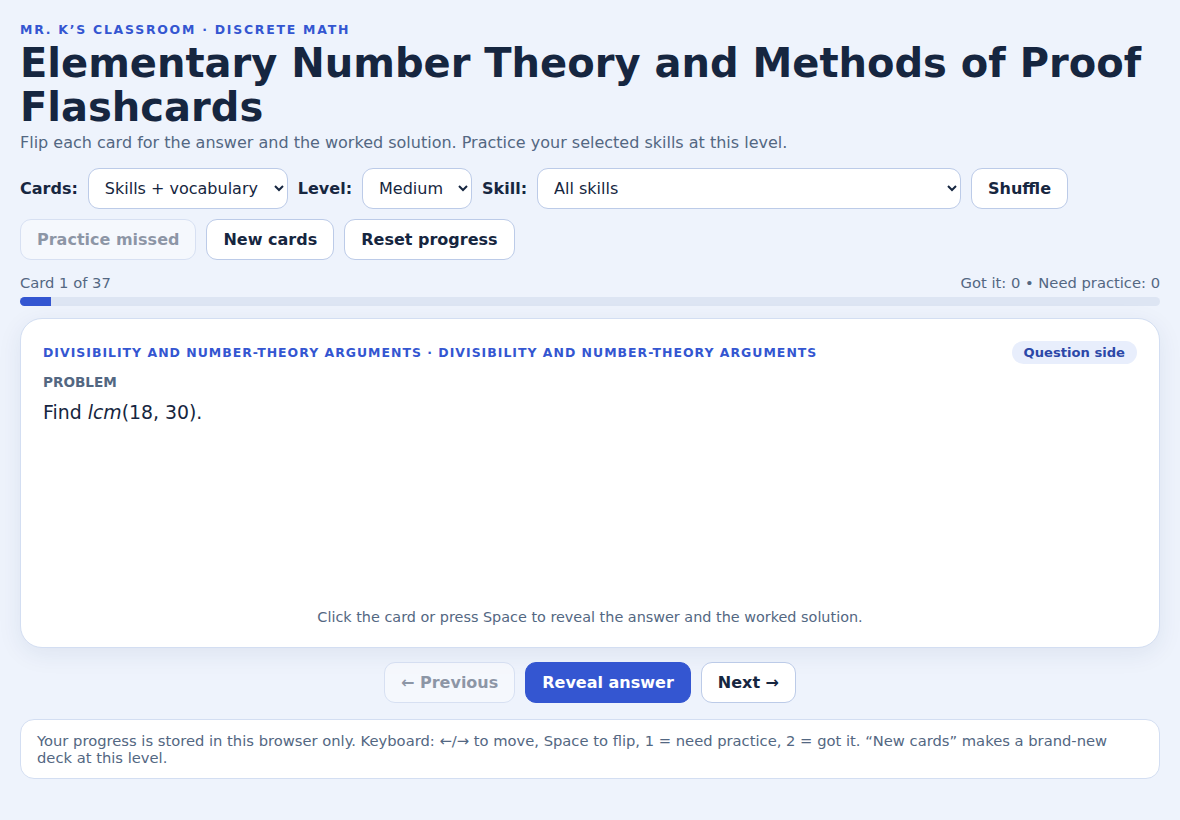 MR. K’S CLASSROOM · DISCRETE MATH
Elementary Number Theory and Methods of Proof
Flashcards
Flip each card for the answer and the worked solution. Practice your selected skills at this level.
Cards: Skills + vocabulary Level: Medium Skill: All skills Shuffle
Practice missed New cards Reset progress
Card 1 of 37 Got it: 0 • Need practice: 0
DIVISIBILITY AND NUMBER-THEORY ARGUMENTS · DIVISIBILITY AND NUMBER-THEORY ARGUMENTS Question side
PROBLEM
Find lcm(18, 30).
Click the card or press Space to reveal the answer and the worked solution.
← Previous Reveal answer Next →
Your progress is stored in this browser only. Keyboard: ←/→ to move, Space to flip, 1 = need practice, 2 = got it. “New cards” makes a brand-new
deck at this level.